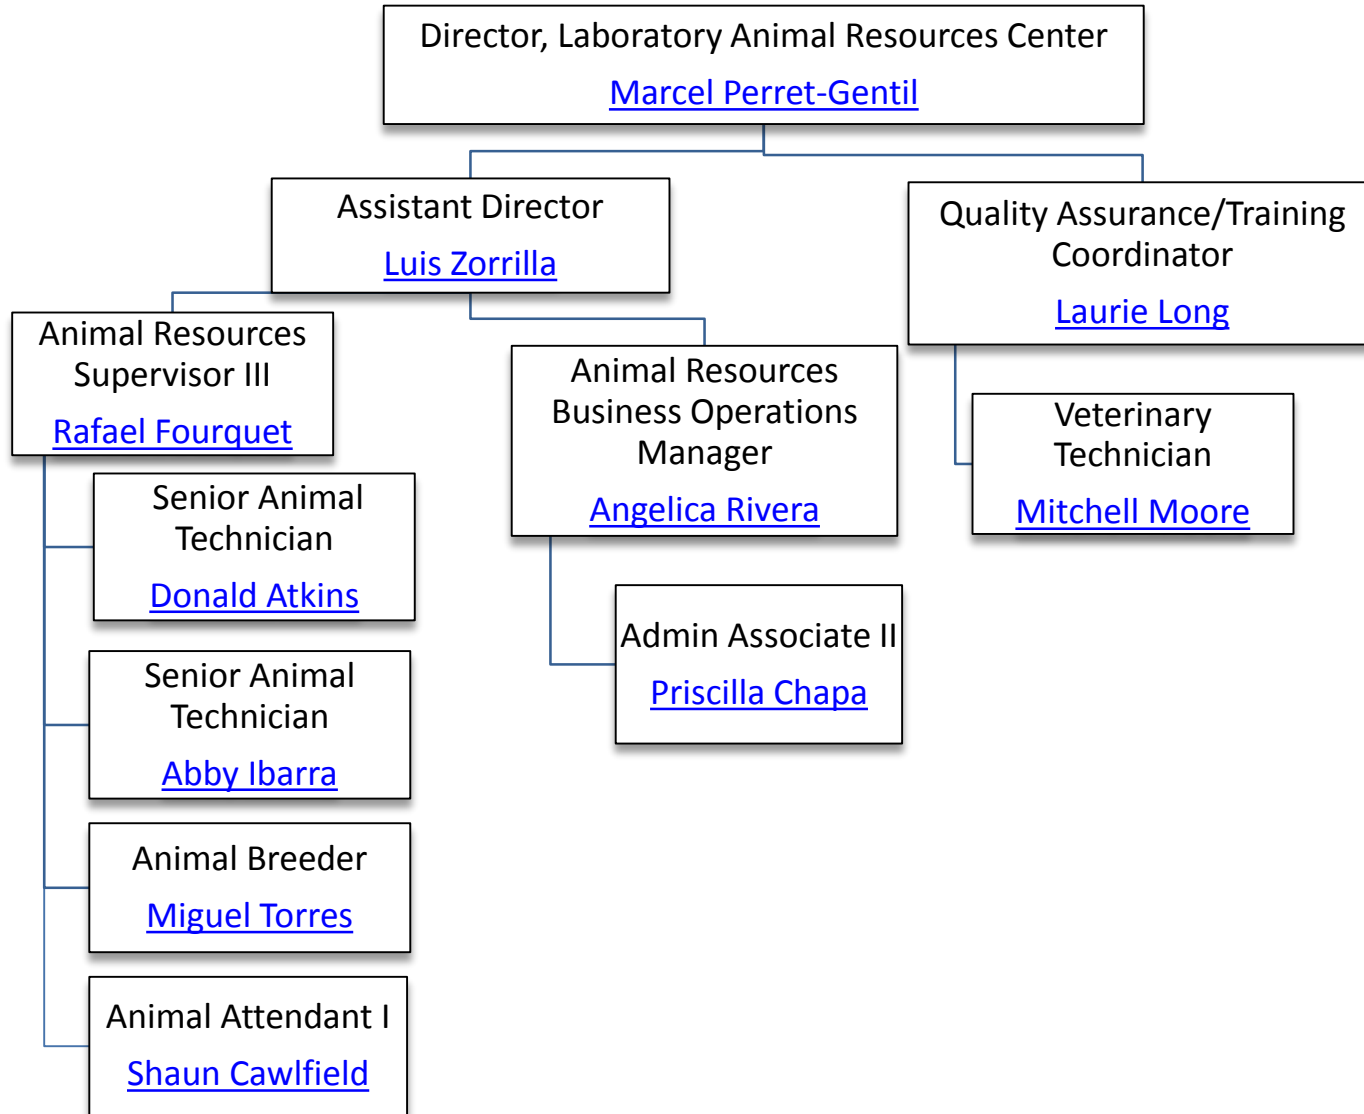 Director, Laboratory Animal Resources Center
Marcel Perret-Gentil
Assistant Director
Luis Zorrilla
Quality Assurance/Training
Coordinator
Laurie Long
Animal Resources
Supervisor III
Rafael Fourquet
Animal Resources
Business Operations
Manager
Angelica Rivera
Veterinary
Technician
Mitchell Moore
Senior Animal
Technician
Donald Atkins
Admin Associate II
Priscilla Chapa
Senior Animal
Technician
Abby Ibarra
Animal Breeder
Miguel Torres
Animal Attendant I
Shaun Cawlfield